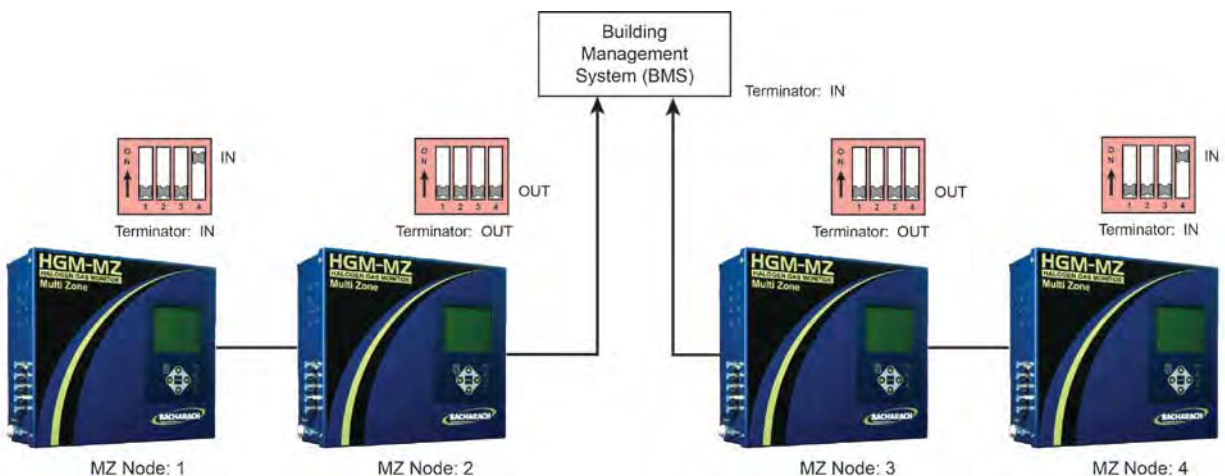 Building
Management
System (BMS)
Terminator: IN
ON
IN
1 2 3 4
Terminator: IN
ON
OUT
1 2 3 4
Terminator: OUT
ON
OUT
1 2 3 4
Terminator: OUT
ON
IN
1 2 3 4
Terminator: IN
HGM-MZ
HALOGEN GAS MONITOR
Multi Zone
BACHARACH
HGM-MZ
HALOGEN GAS MONITOR
Multi Zone
BACHARACH
HGM-MZ
HALOGEN GAS MONITOR
Multi Zone
BACHARACH
HGM-MZ
HALOGEN GAS MONITOR
Multi Zone
BACHARACH
MZ Node: 1
MZ Node: 2
MZ Node: 3
MZ Node: 4